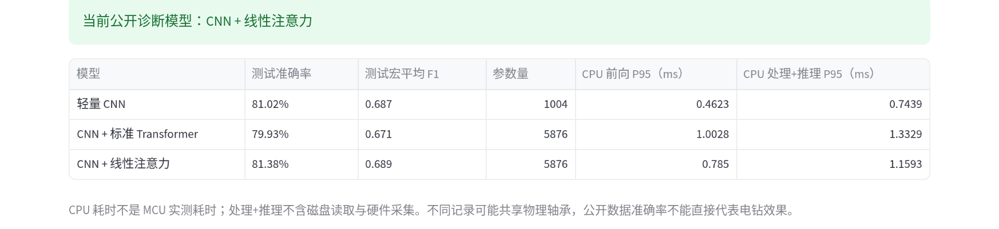 当前公开诊断模型：CNN + 线性注意力
模型 测试准确率 测试宏平均 F1 参数量 CPU 前向 P95（ms） CPU 处理+推理 P95（ms）
轻量 CNN 81.02% 0.687 1004 0.4623 0.7439
CNN + 标准 Transformer 79.93% 0.671 5876 1.0028 1.3329
CNN + 线性注意力 81.38% 0.689 5876 0.785 1.1593
CPU 耗时不是 MCU 实测耗时；处理+推理不含磁盘读取与硬件采集。不同记录可能共享物理轴承，公开数据准确率不能直接代表电钻效果。